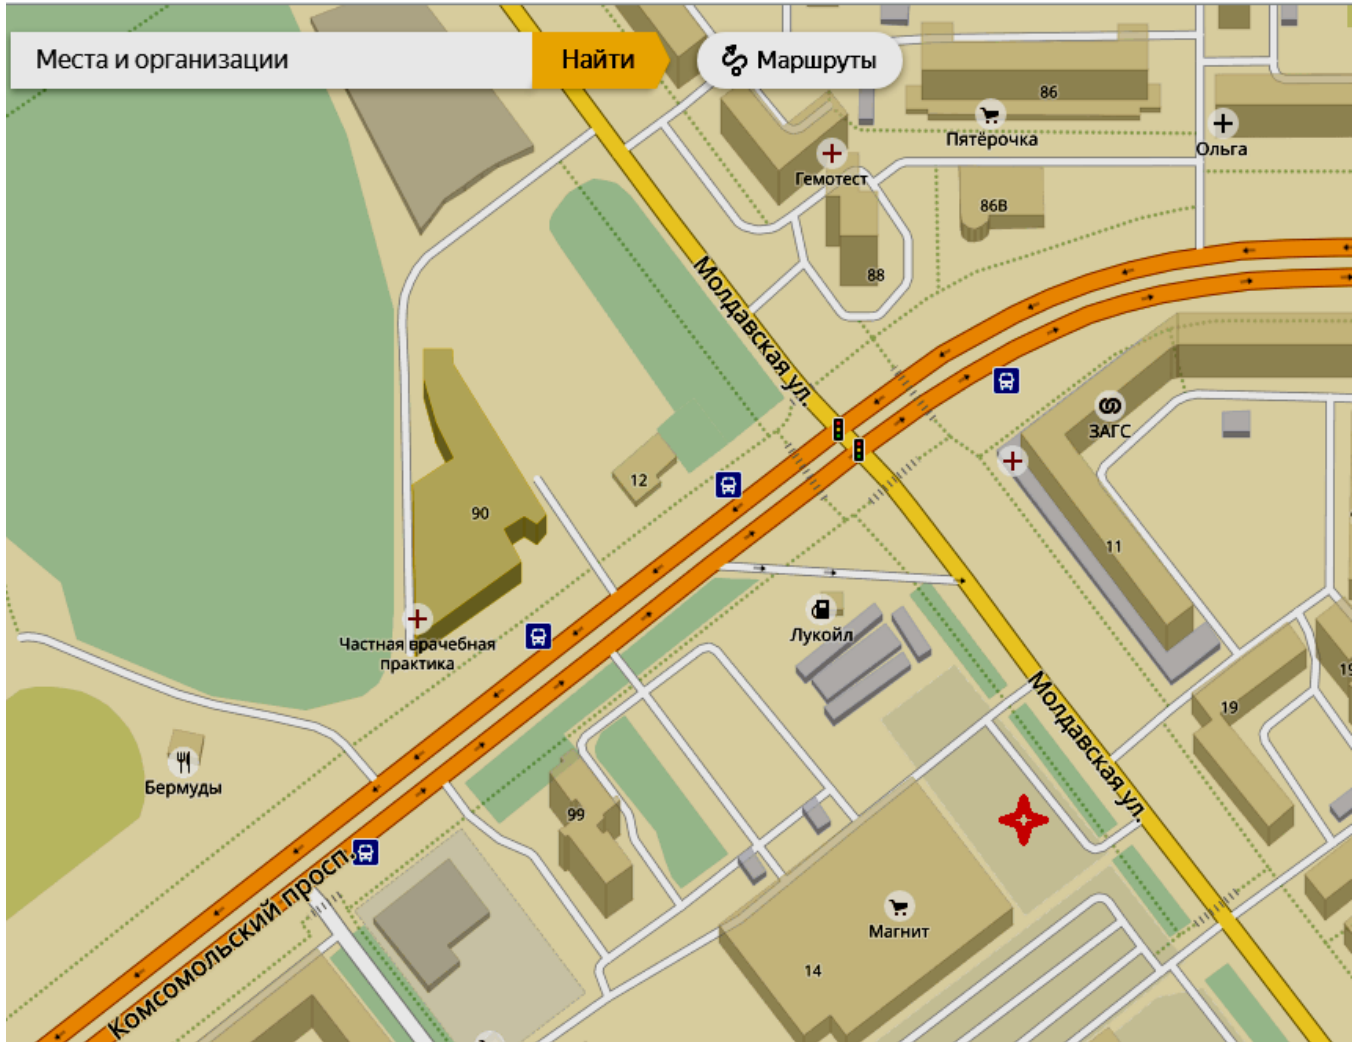 Места и организации
Найти
Маршруты
86
Пятёрочка
Ольга
Гемотест
86В
88
Молдавская ул.
ЗАГС
12
90
11
Лукойл
Частная врачебная
практика
Молдавская ул.
19
19
Бермуды
99
Комсомольский просп.
Магнит
14